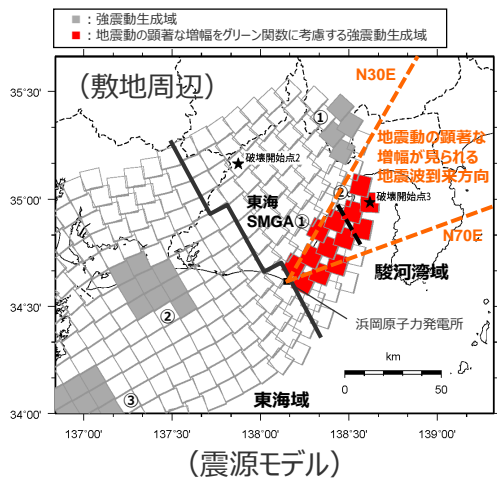 ：強震動生成域
：地震動の顕著な増幅をグリーン関数に考慮する強震動生成域
（敷地周辺）
N30E
35°30'
①
地震動の顕著な
増幅が見られる
地震波到来方向
破壊開始点2
②
破壊開始点3
35°00'
東海
SMGA①
N70E
駿河湾域
34°30'
②
浜岡原子力発電所
km
0 50
③
東海域
34°00'
137°00' 137°30' 138°00' 138°30' 139°00'
（震源モデル）